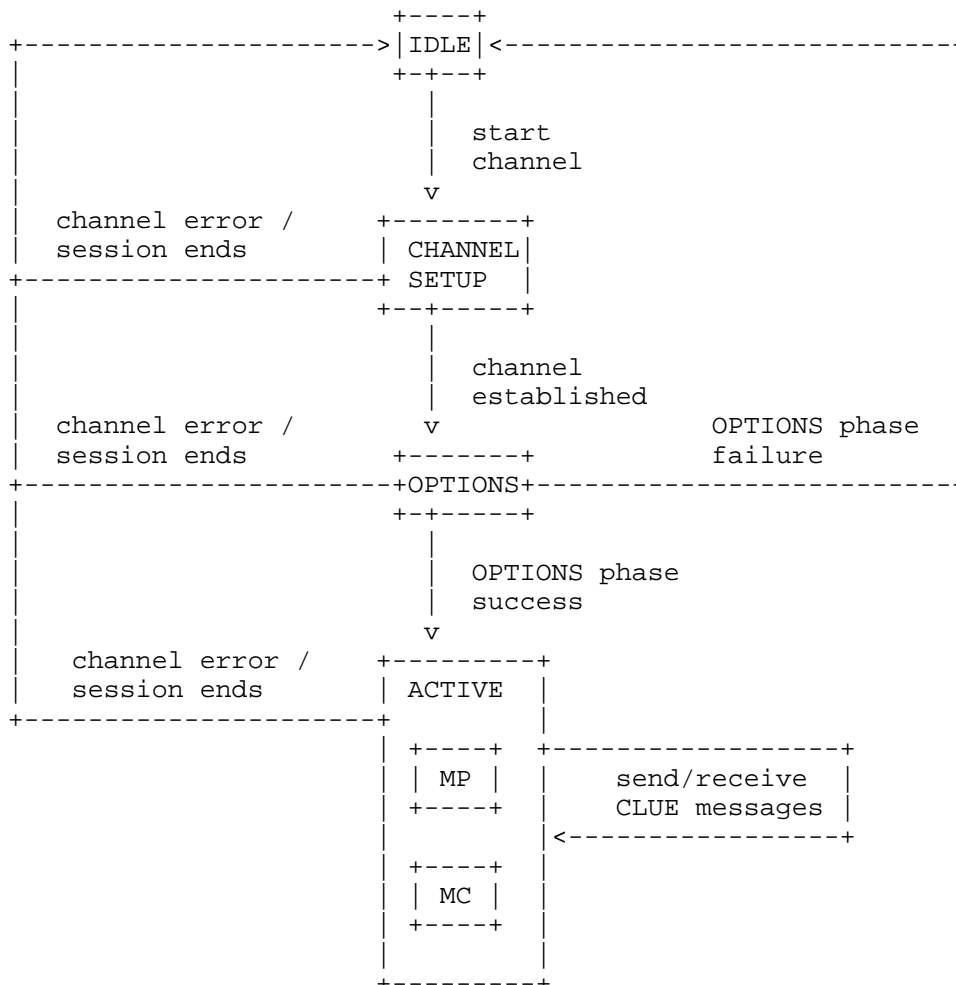 IDLE
start
channel
channel error /
session ends
CHANNEL
SETUP
channel
established
channel error /
session ends
OPTIONS phase
failure
OPTIONS
OPTIONS phase
success
channel error /
session ends
ACTIVE
MP
send/receive
CLUE messages
MC